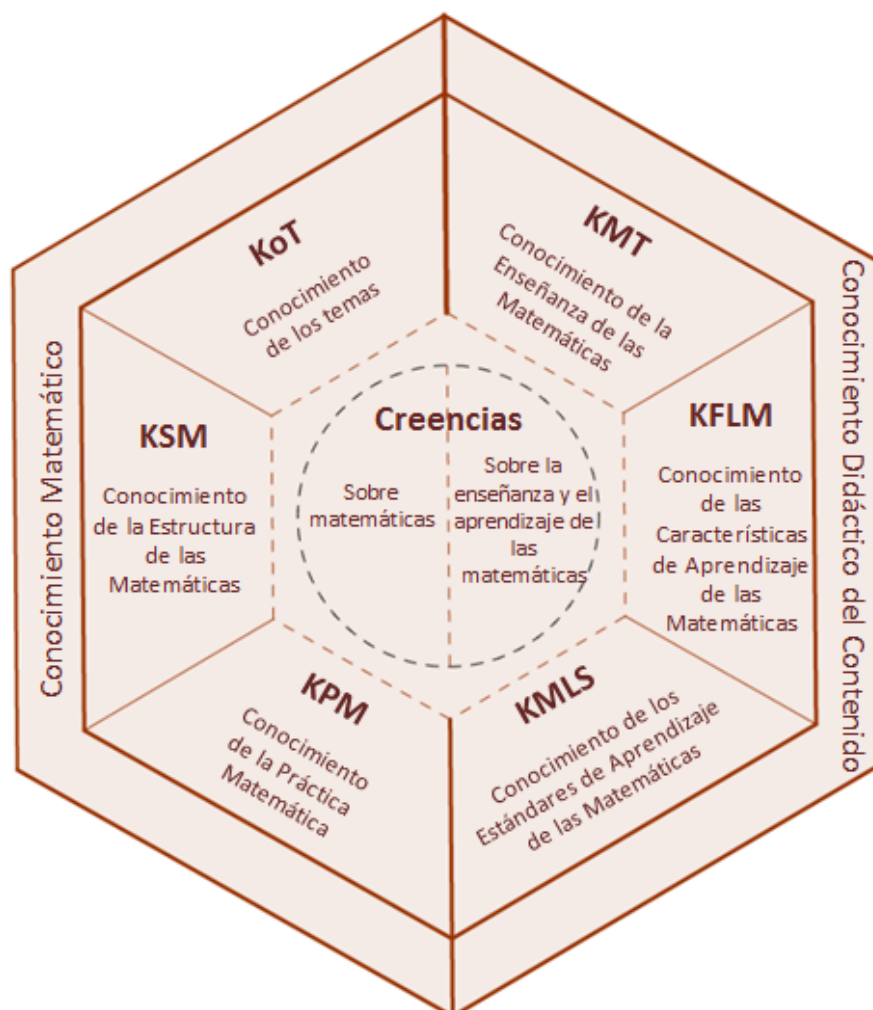 KoT
Conocimiento
de los temas
KMT
Conocimiento de la
Enseñanza de las
Matemáticas
Conocimiento Matemático
KSM
Conocimiento
de la Estructura
de las
Matemáticas
Creencias
Sobre
matemáticas
Sobre la
enseñanza y el
aprendizaje de
las
matemáticas
KFLM
Conocimiento
de las
Características
de Aprendizaje
de las
Matemáticas
Conocimiento Didáctico del Contenido
KPM
Conocimiento
de la Práctica
Matemática
KMLS
Conocimiento de los
Estándares de Aprendizaje
de las Matemáticas